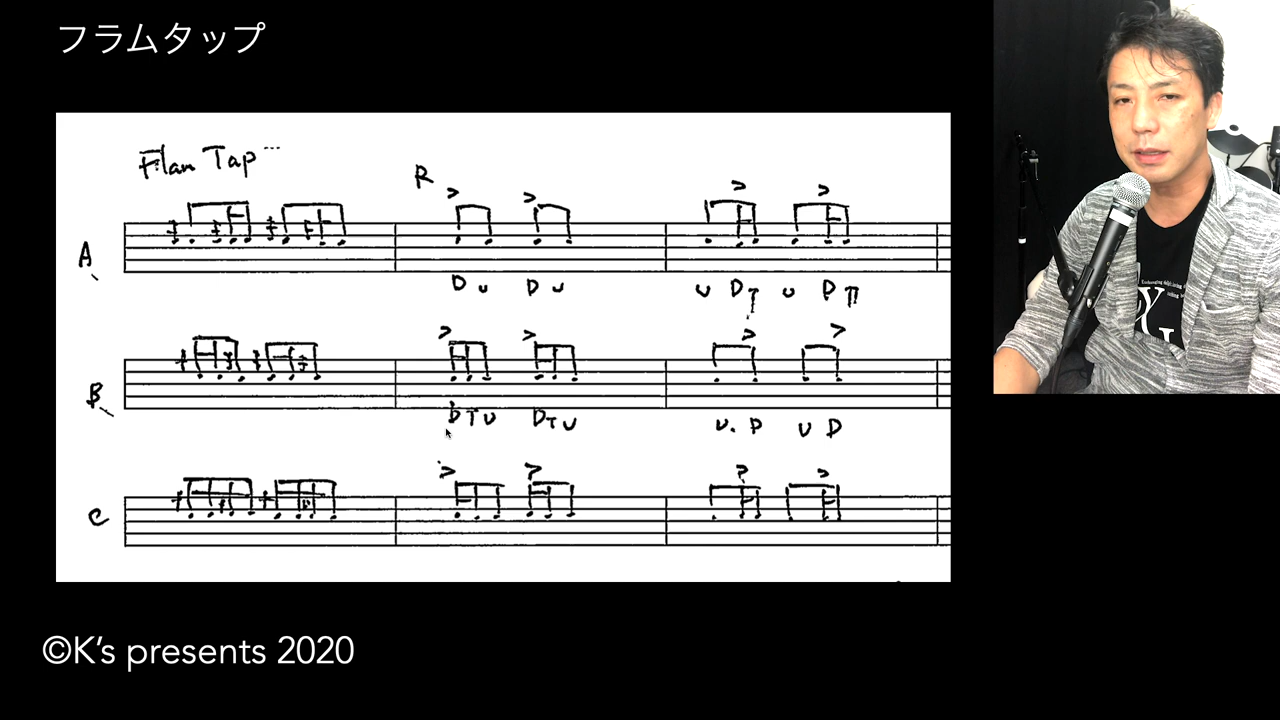 フラムタップ
Flam Tap
R
A
D U D U
U D T U D T
B
D T U D T U
U. D U D
C
©K's presents 2020